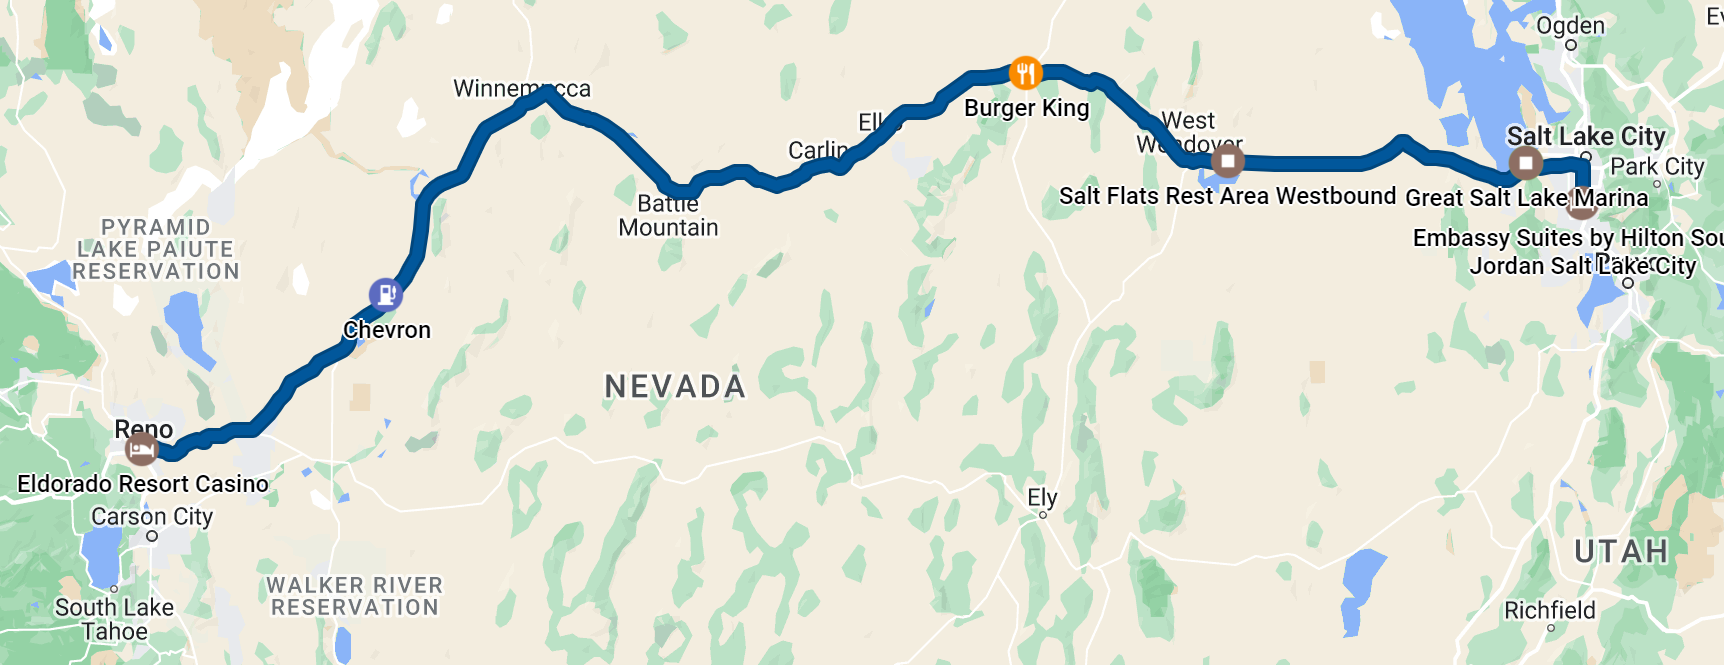 Ogden
Winnemucca
Burger King
Elko
West
Wendover
Salt Lake City
Carlin
Park City
Salt Flats Rest Area Westbound
Great Salt Lake Marina
Battle
Mountain
PYRAMID
LAKE PAIUTE
RESERVATION
Embassy Suites by Hilton Sou
Jordan Salt Lake City
Chevron
NEVADA
Reno
Eldorado Resort Casino
Ely
Carson City
UTAH
WALKER RIVER
RESERVATION
South Lake
Tahoe
Richfield